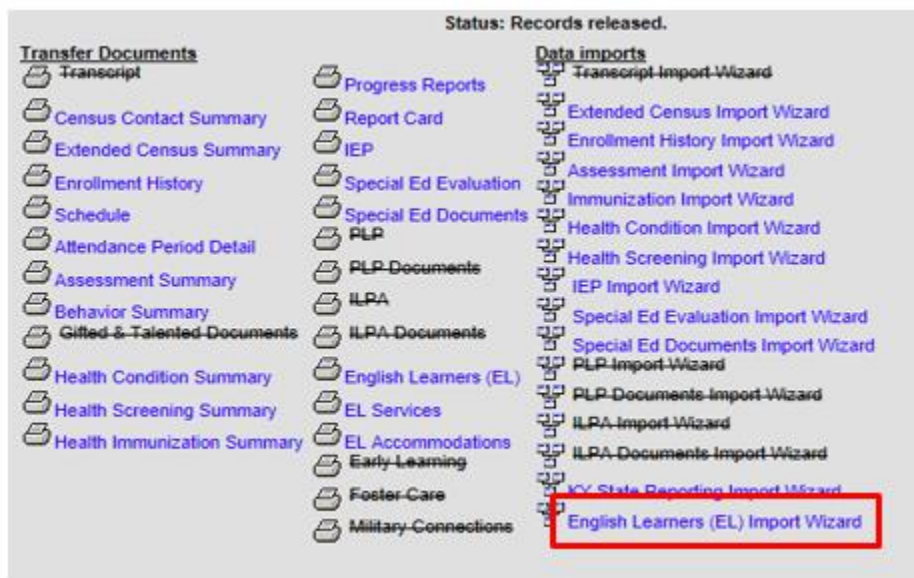 Status: Records released.
Transfer Documents
Transcript
Census Contact Summary
Extended Census Summary
Enrollment History
Schedule
Attendance Period Detail
Assessment Summary
Behavior Summary
Gifted & Talented Documents
Health Condition Summary
Health Screening Summary
Health Immunization Summary
Progress Reports
Report Card
IEP
Special Ed Evaluation
Special Ed Documents
PLP
PLP Documents
ILPA
ILPA Documents
English Learners (EL)
EL Services
EL Accommodations
Early Learning
Foster Care
Military Connections
Data imports
Transcript Import Wizard
Extended Census Import Wizard
Enrollment History Import Wizard
Assessment Import Wizard
Immunization Import Wizard
Health Condition Import Wizard
Health Screening Import Wizard
IEP Import Wizard
Special Ed Evaluation Import Wizard
Special Ed Documents Import Wizard
PLP Import Wizard
PLP Documents Import Wizard
ILPA Import Wizard
ILPA Documents Import Wizard
KY State Reporting Import Wizard
English Learners (EL) Import Wizard